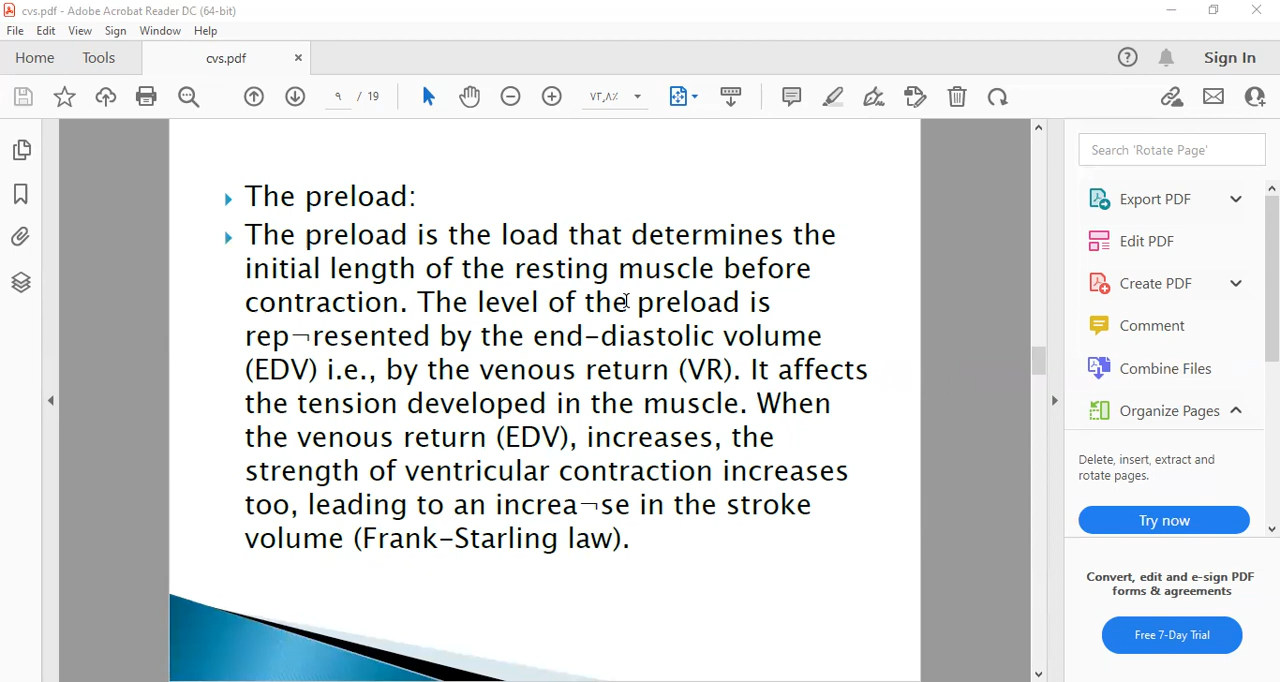 cvs.pdf - Adobe Acrobat Reader DC (64-bit)
File Edit View Sign Window Help
Home Tools cvs.pdf × Sign In
٩ / 19 ٧٣,٨٪
Search 'Rotate Page'
The preload:
The preload is the load that determines the
initial length of the resting muscle before
contraction. The level of the preload is
rep¬resented by the end-diastolic volume
(EDV) i.e., by the venous return (VR). It affects
the tension developed in the muscle. When
the venous return (EDV), increases, the
strength of ventricular contraction increases
too, leading to an increa¬se in the stroke
volume (Frank-Starling law).
Export PDF
Edit PDF
Create PDF
Comment
Combine Files
Organize Pages
Delete, insert, extract and
rotate pages.
Try now
Convert, edit and e-sign PDF
forms & agreements
Free 7-Day Trial